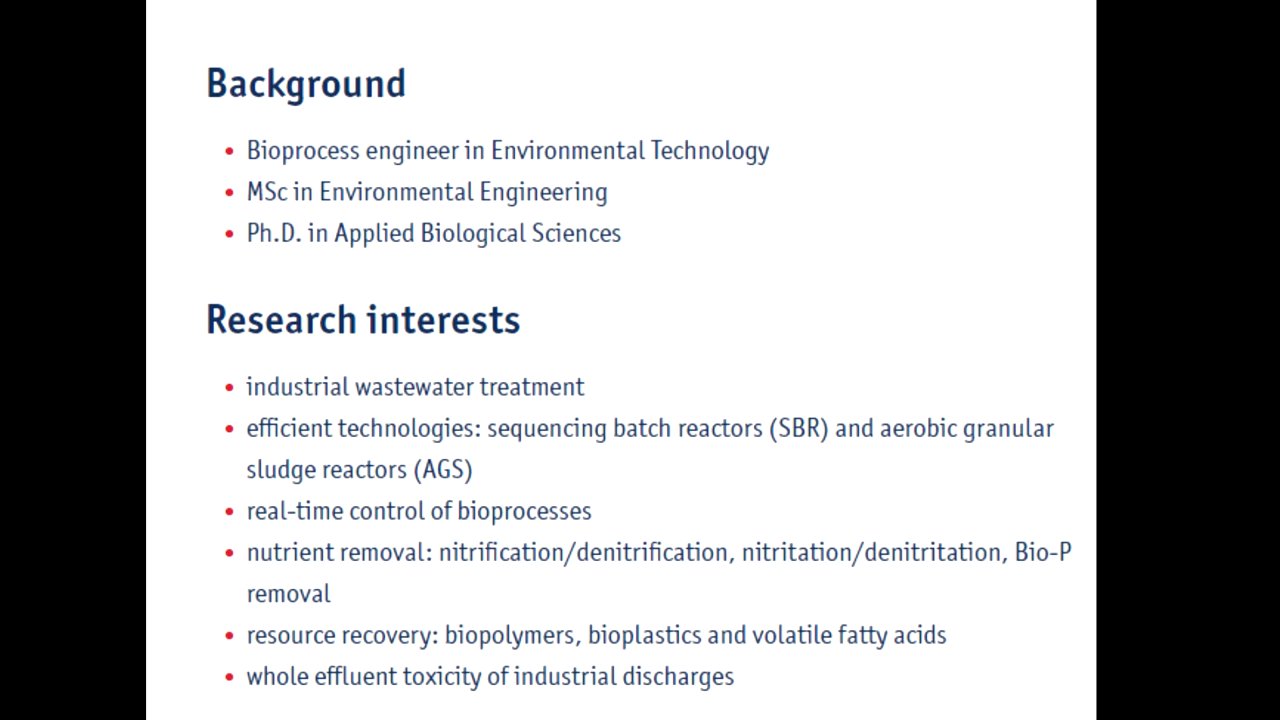 Background
• Bioprocess engineer in Environmental Technology
• MSc in Environmental Engineering
• Ph.D. in Applied Biological Sciences
Research interests
• industrial wastewater treatment
• efficient technologies: sequencing batch reactors (SBR) and aerobic granular
sludge reactors (AGS)
• real-time control of bioprocesses
• nutrient removal: nitrification/denitrification, nitritation/denitritation, Bio-P
removal
• resource recovery: biopolymers, bioplastics and volatile fatty acids
• whole effluent toxicity of industrial discharges